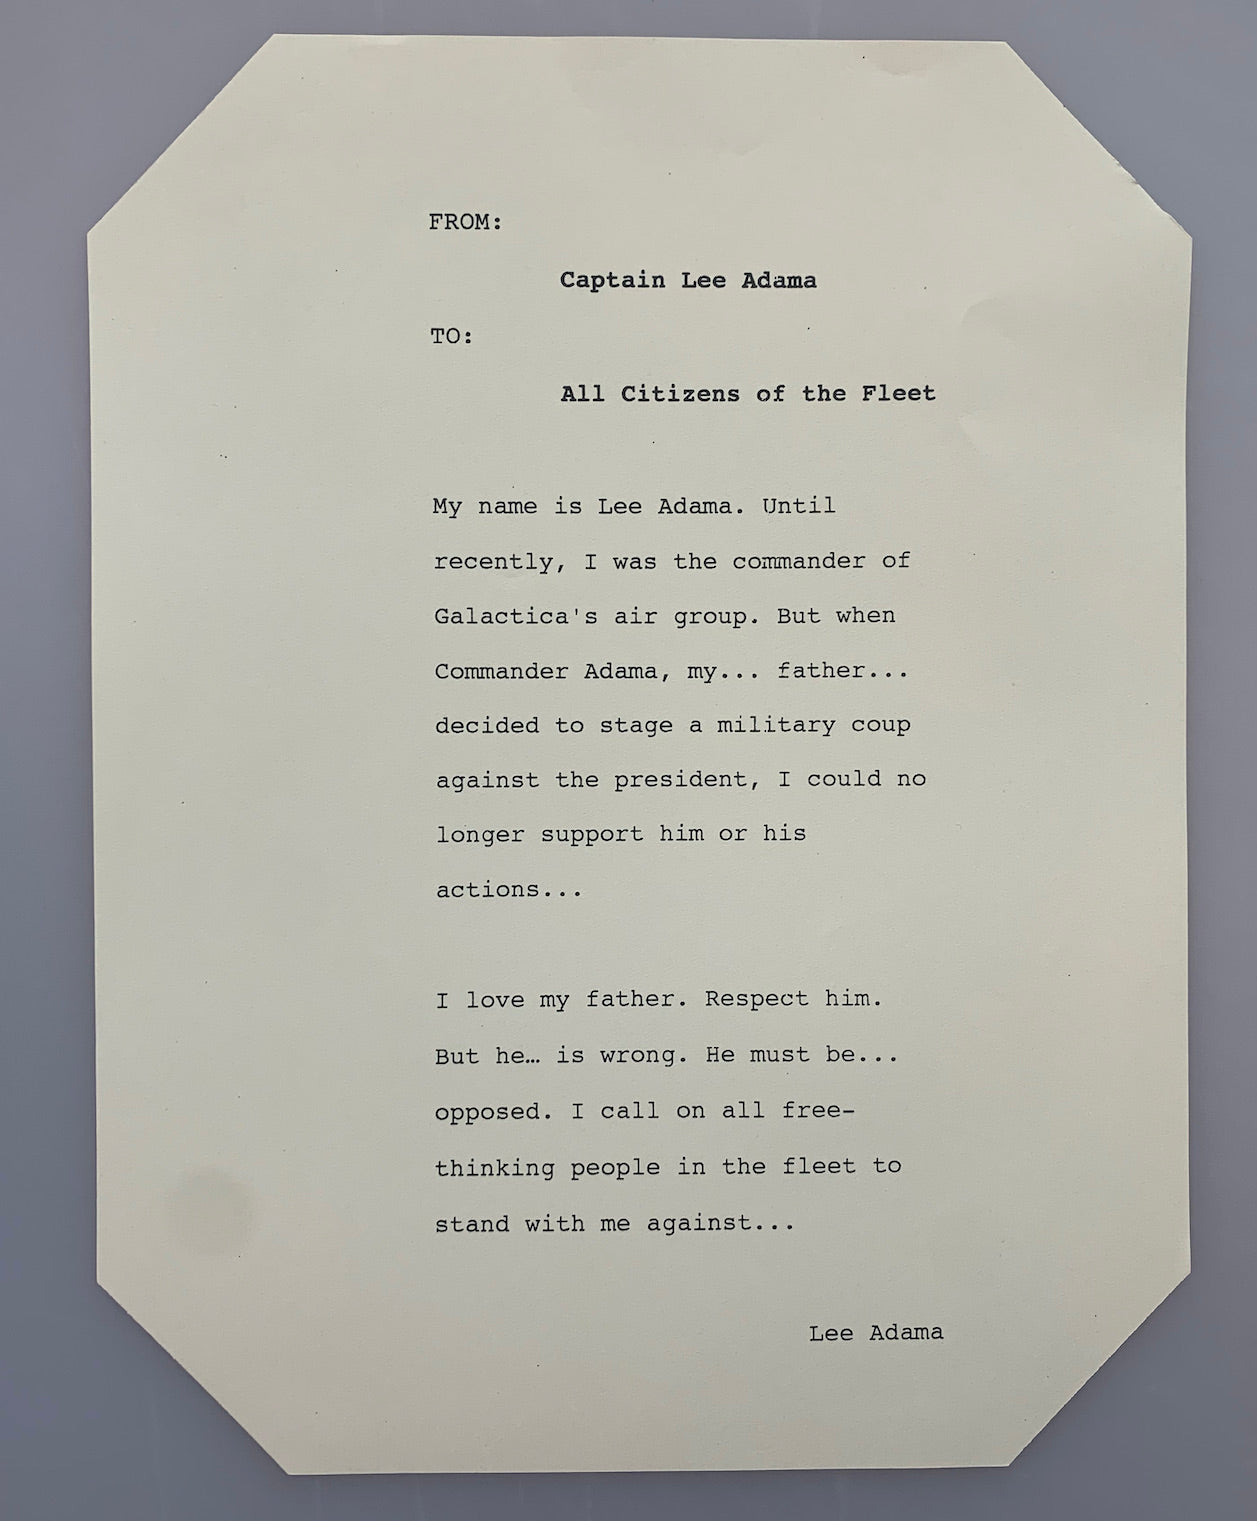 FROM:
Captain Lee Adama
TO:
All Citizens of the Fleet
My name is Lee Adama. Until
recently, I was the commander of
Galactica's air group. But when
Commander Adama, my... father...
decided to stage a military coup
against the president, I could no
longer support him or his
actions...
I love my father. Respect him.
But he… is wrong. He must be...
opposed. I call on all free-
thinking people in the fleet to
stand with me against...
Lee Adama